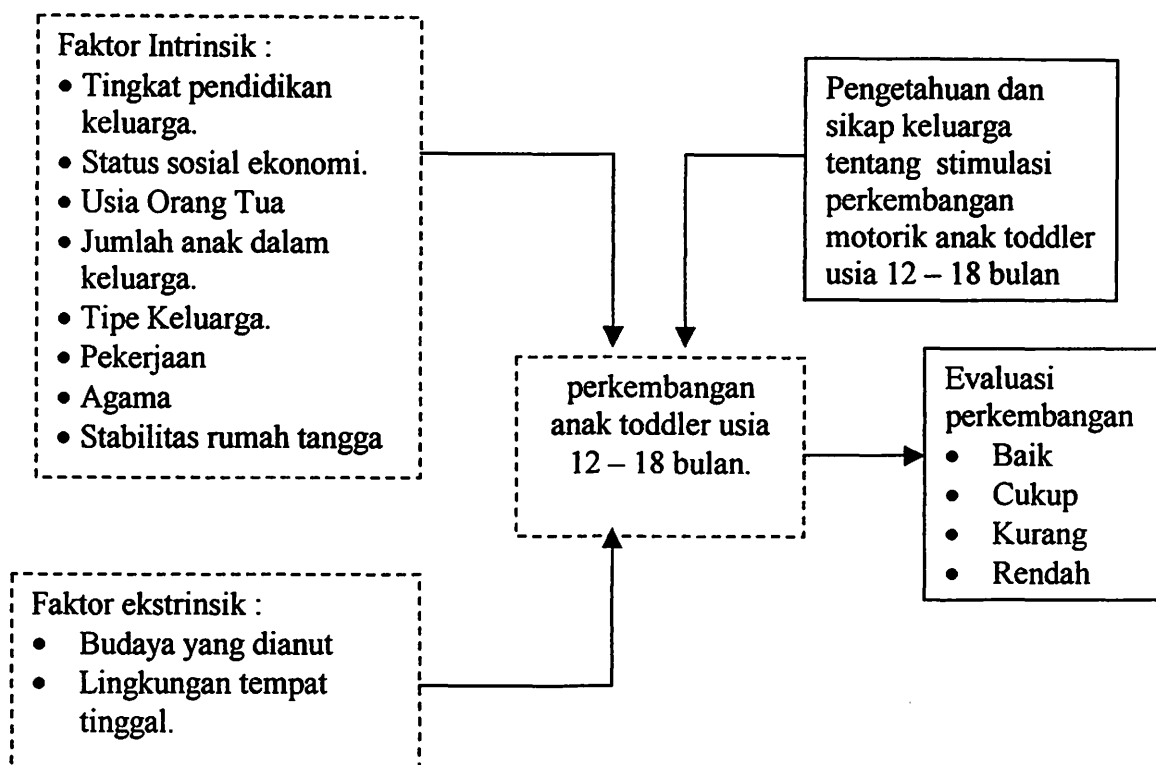 Faktor Intrinsik :
• Tingkat pendidikan
keluarga.
• Status sosial ekonomi.
• Usia Orang Tua
• Jumlah anak dalam
keluarga.
• Tipe Keluarga.
• Pekerjaan
• Agama
• Stabilitas rumah tangga
Pengetahuan dan
sikap keluarga
tentang stimulasi
perkembangan
motorik anak toddler
usia 12 – 18 bulan
perkembangan
anak toddler usia
12 – 18 bulan.
Evaluasi
perkembangan
• Baik
• Cukup
• Kurang
• Rendah
Faktor ekstrinsik :
• Budaya yang dianut
• Lingkungan tempat
tinggal.